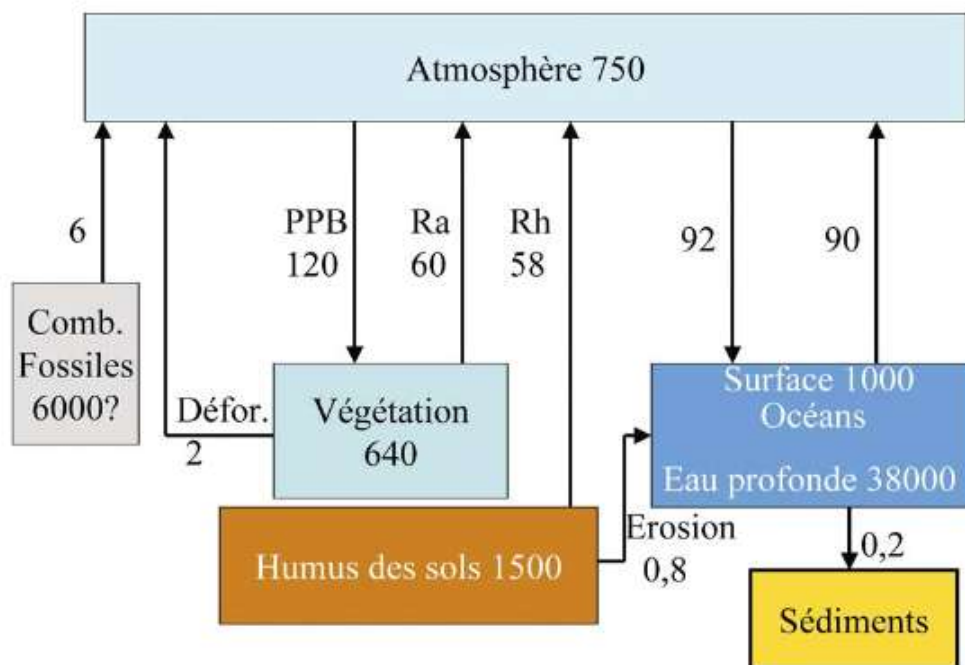 Atmosphère 750
6
PPB
120
Ra
60
Rh
58
92
90
Comb.
Fossiles
6000?
Défor.
2
Végétation
640
Surface 1000
Océans
Eau profonde 38000
Humus des sols 1500
Erosion
0,8
0,2
Sédiments